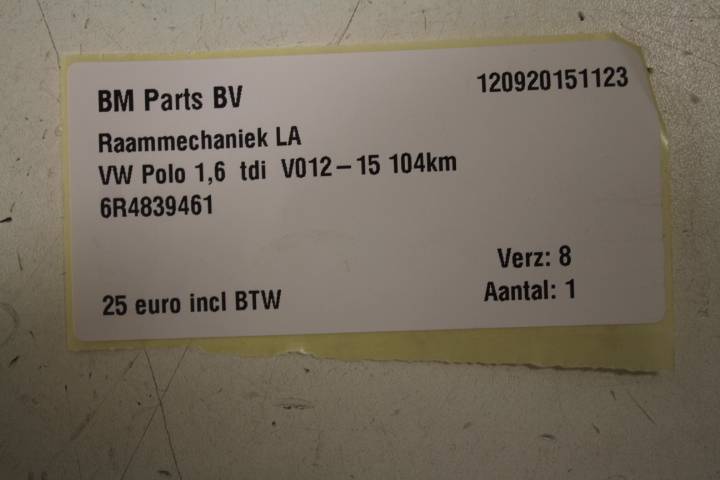 BM Parts BV
120920151123
Raammechaniek LA
VW Polo 1,6 tdi V012-15 104km
6R4839461
Verz: 8
25 euro incl BTW
Aantal: 1